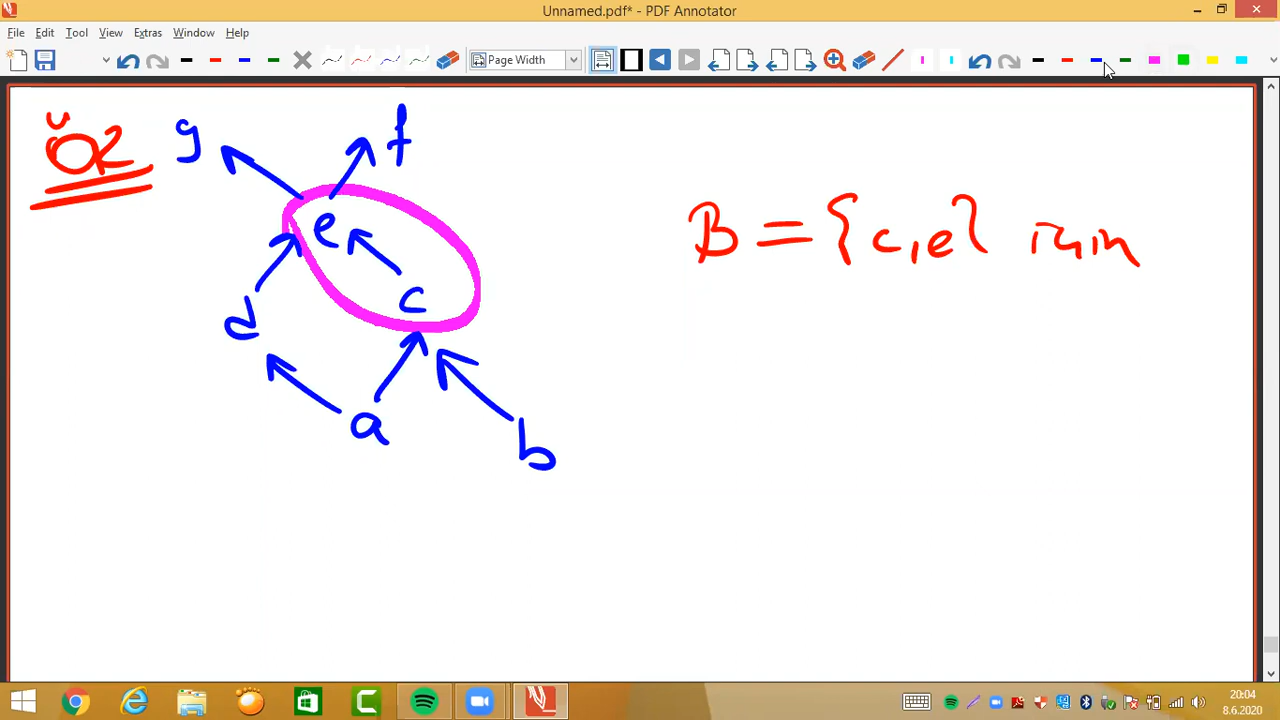 Unnamed.pdf* - PDF Annotator
File Edit Tool View Extras Window Help
Page Width
g f
e
c
d
a
b
B = {c,e} için
20:04
8.6.2020